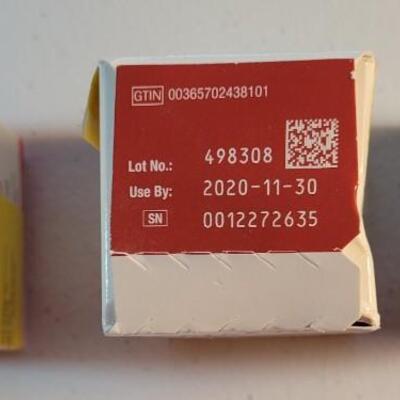 GTIN 00365702438101
Lot No.: 498308
Use By: 2020-11-30
SN 0012272635